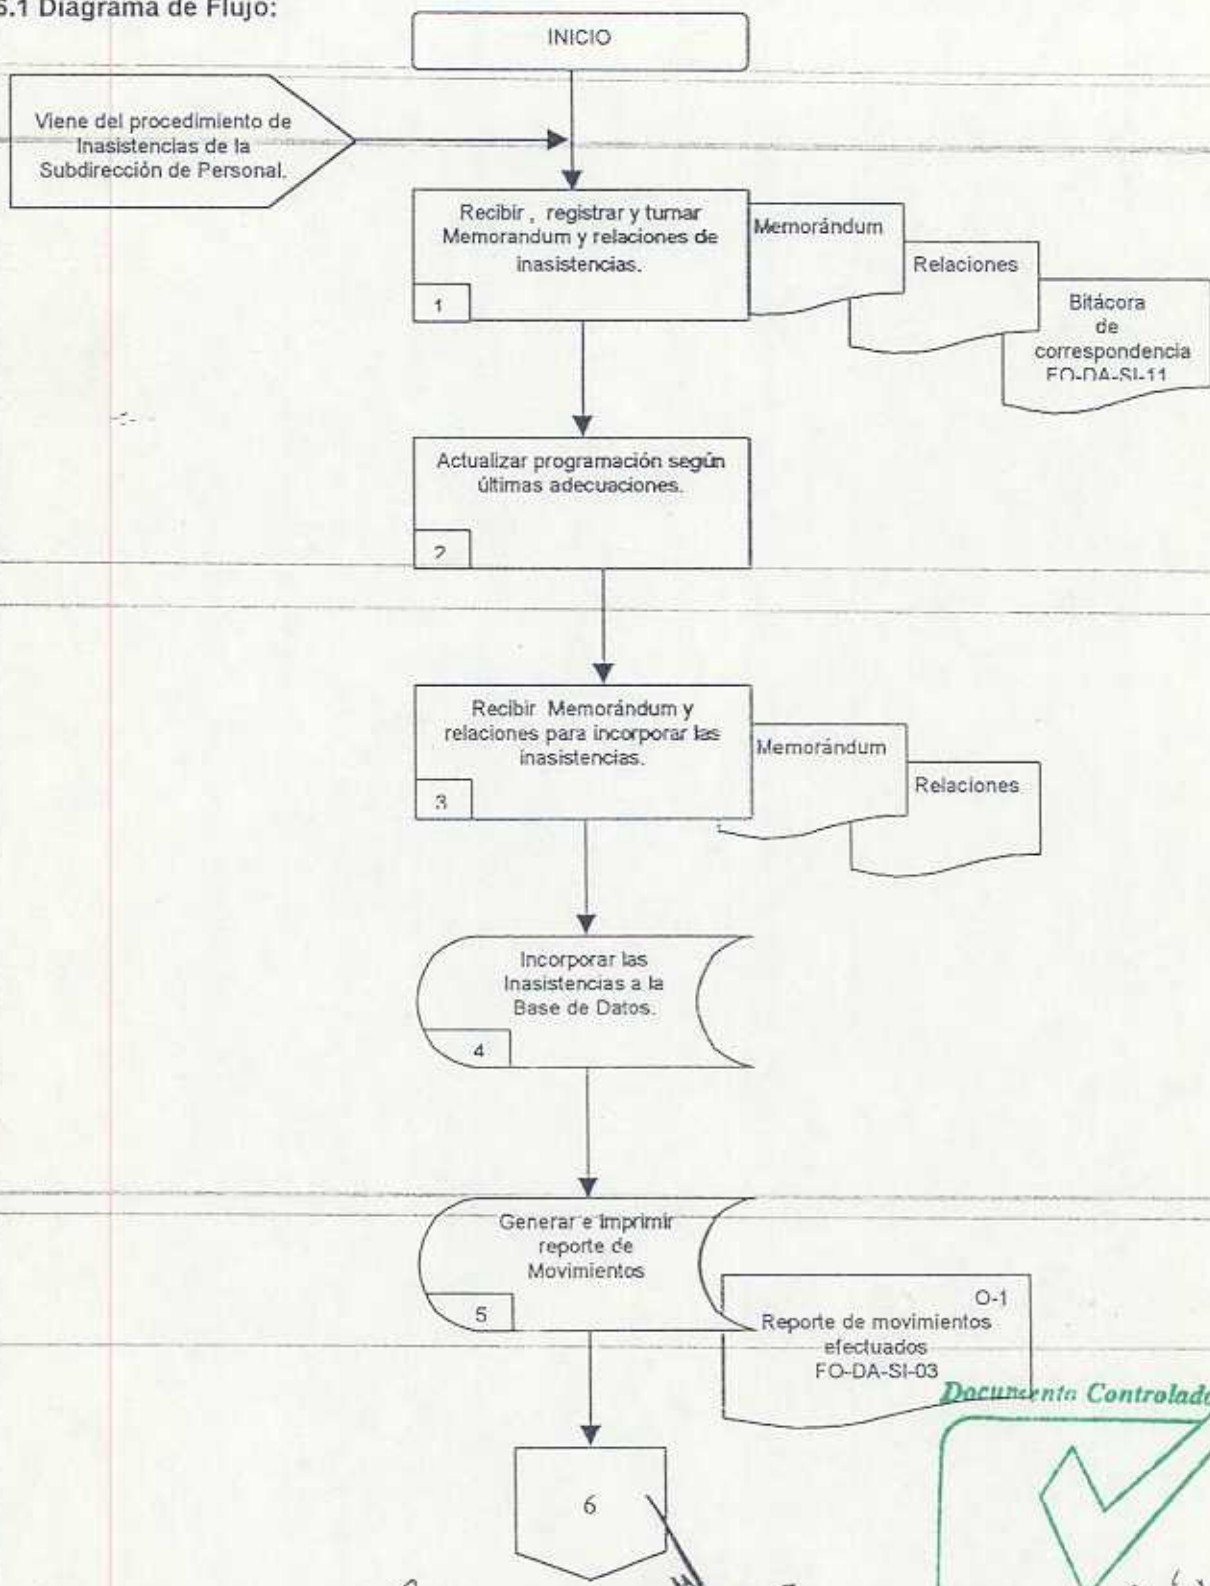 6.1 Diagrama de Flujo:
INICIO
Viene del procedimiento de
Inasistencias de la
Subdirección de Personal.
Recibir , registrar y turnar
Memorandum y relaciones de
inasistencias.
1
Memorándum
Relaciones
Bitácora
de
correspondencia
FO-DA-SI-11
Actualizar programación según
últimas adecuaciones.
2
Recibir Memorándum y
relaciones para incorporar las
inasistencias.
3
Memorándum
Relaciones
Incorporar las
Inasistencias a la
Base de Datos.
4
Generar e Imprimir
reporte de
Movimientos
5
O-1
Reporte de movimientos
efectuados
FO-DA-SI-03
Documento Controlado
6